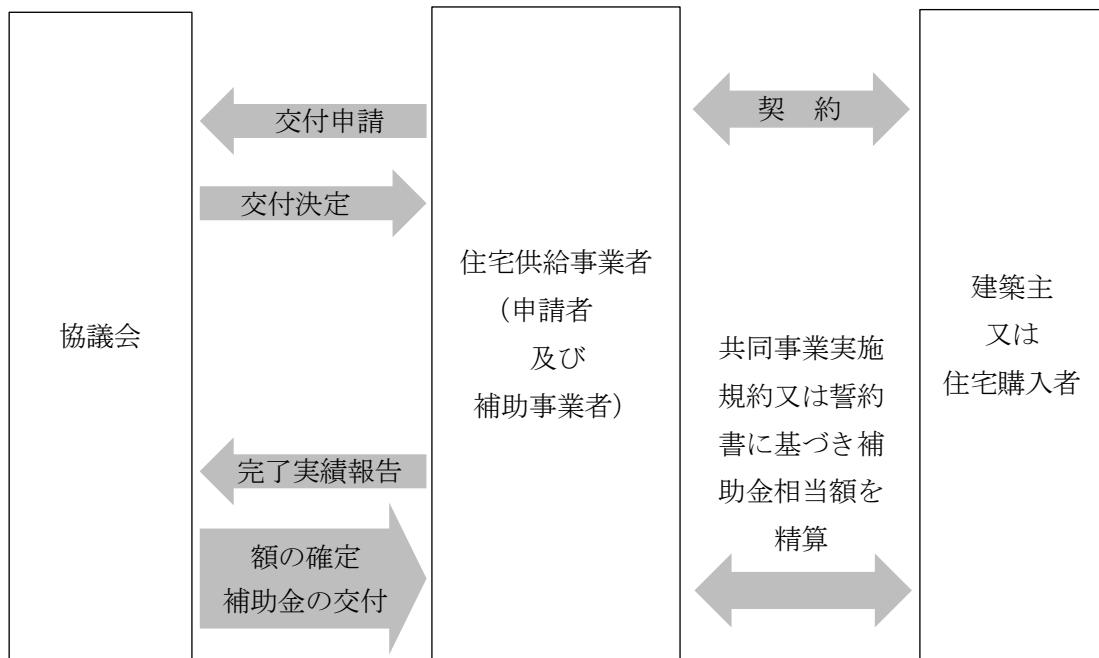 協議会
交付申請
交付決定
完了実績報告
額の確定
補助金の交付
住宅供給事業者
（申請者
及び
補助事業者）
契　約
共同事業実施
規約又は誓約
書に基づき補
助金相当額を
精算
建築主
又は
住宅購入者